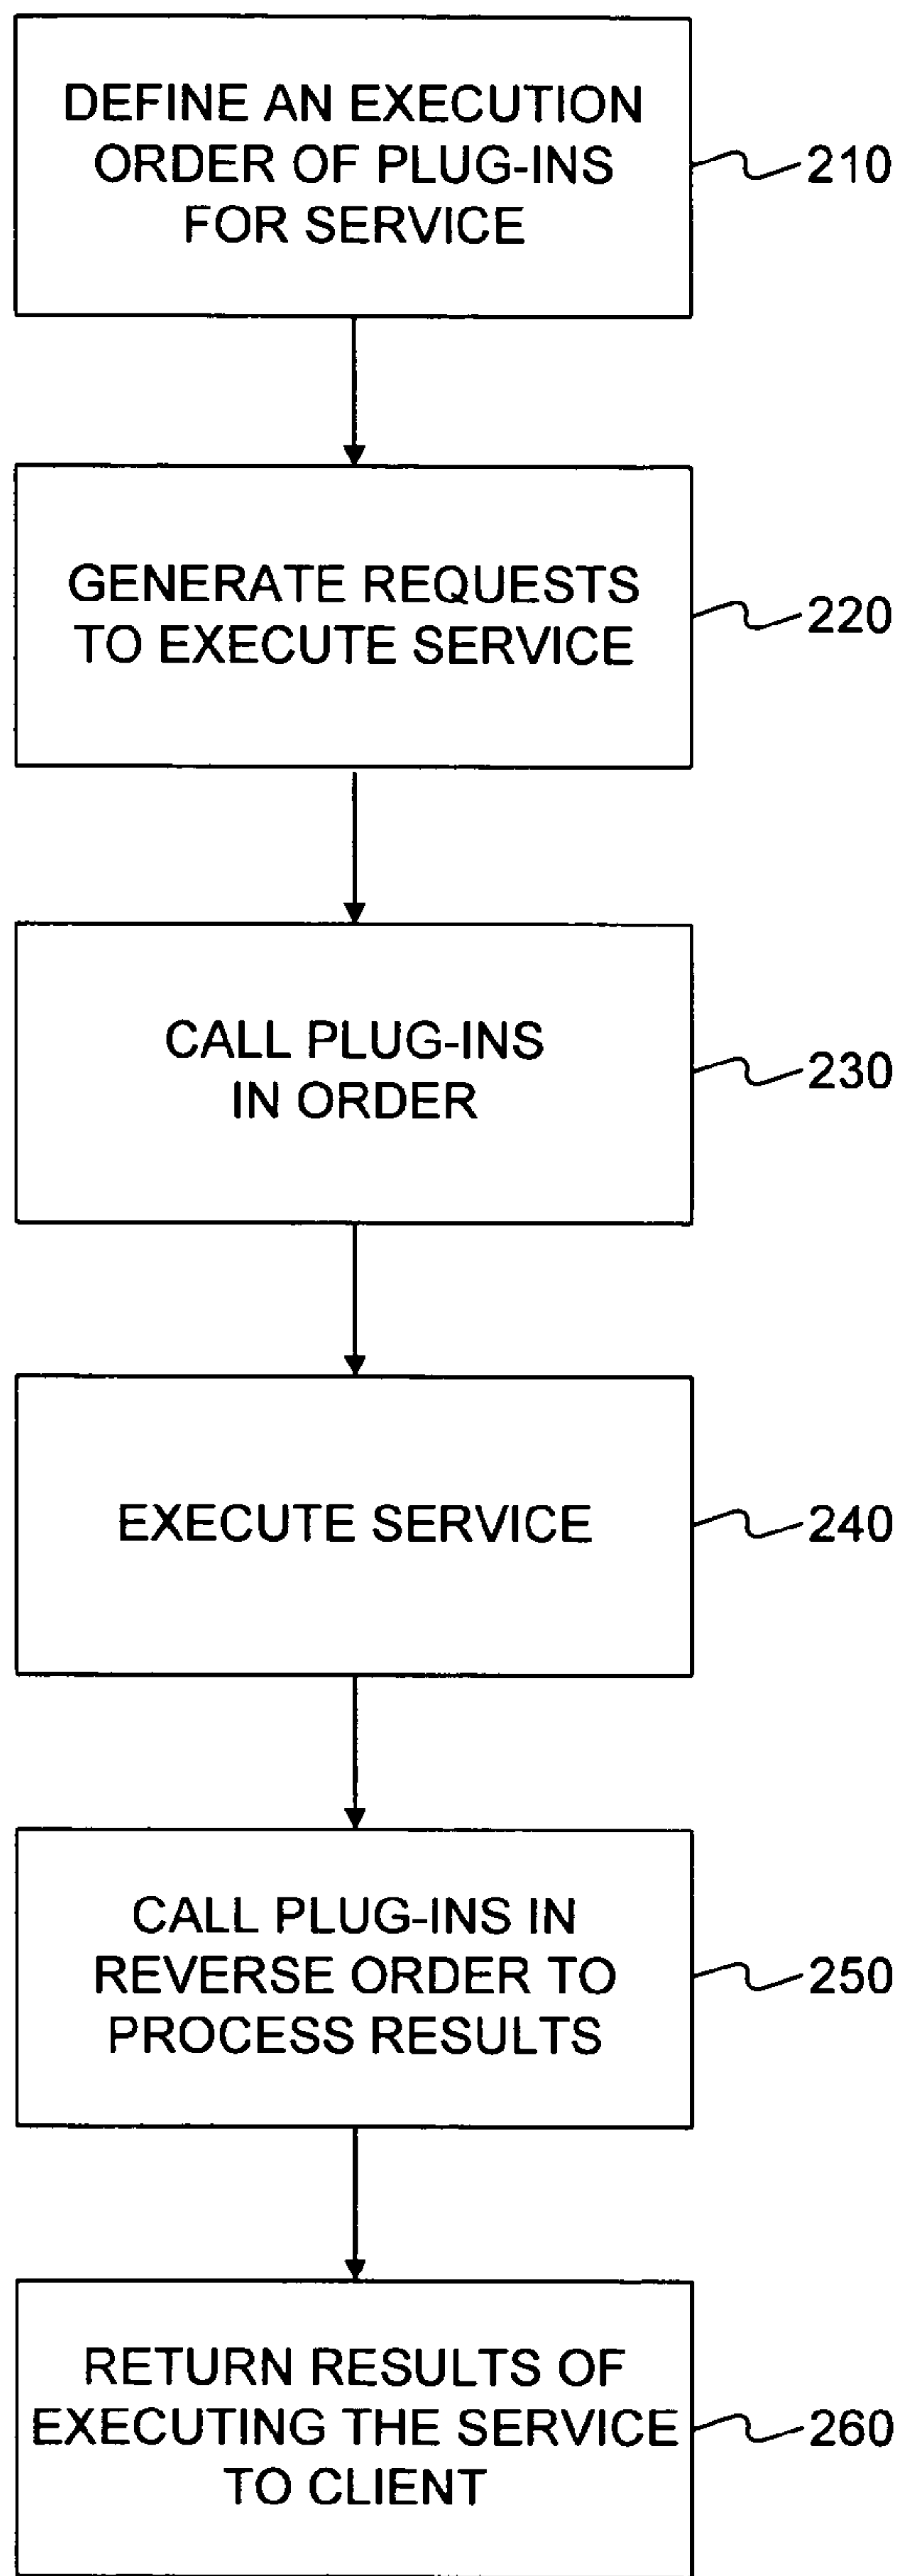 DEFINE AN EXECUTION
ORDER OF PLUG-INS
FOR SERVICE
210
GENERATE REQUESTS
TO EXECUTE SERVICE
220
CALL PLUG-INS
IN ORDER
230
EXECUTE SERVICE
240
CALL PLUG-INS IN
REVERSE ORDER TO
PROCESS RESULTS
250
RETURN RESULTS OF
EXECUTING THE SERVICE
TO CLIENT
260